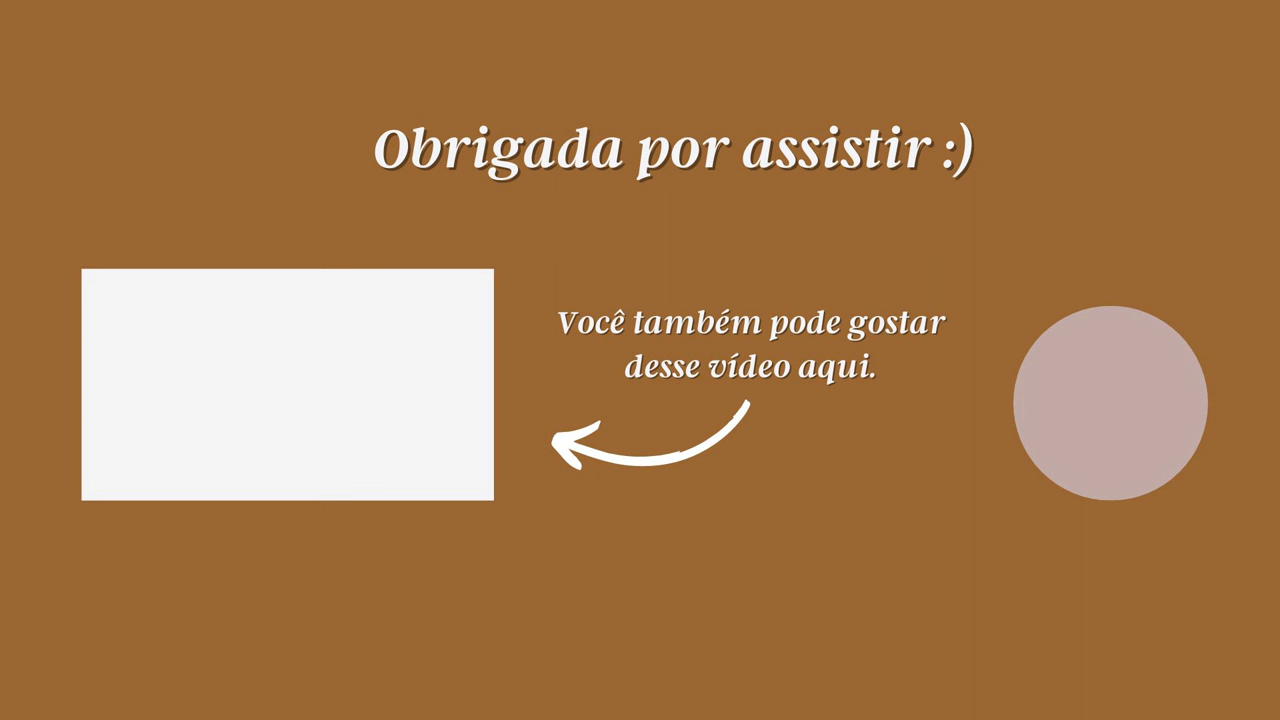 Obrigada por assistir :)
Você também pode gostar
desse vídeo aqui.